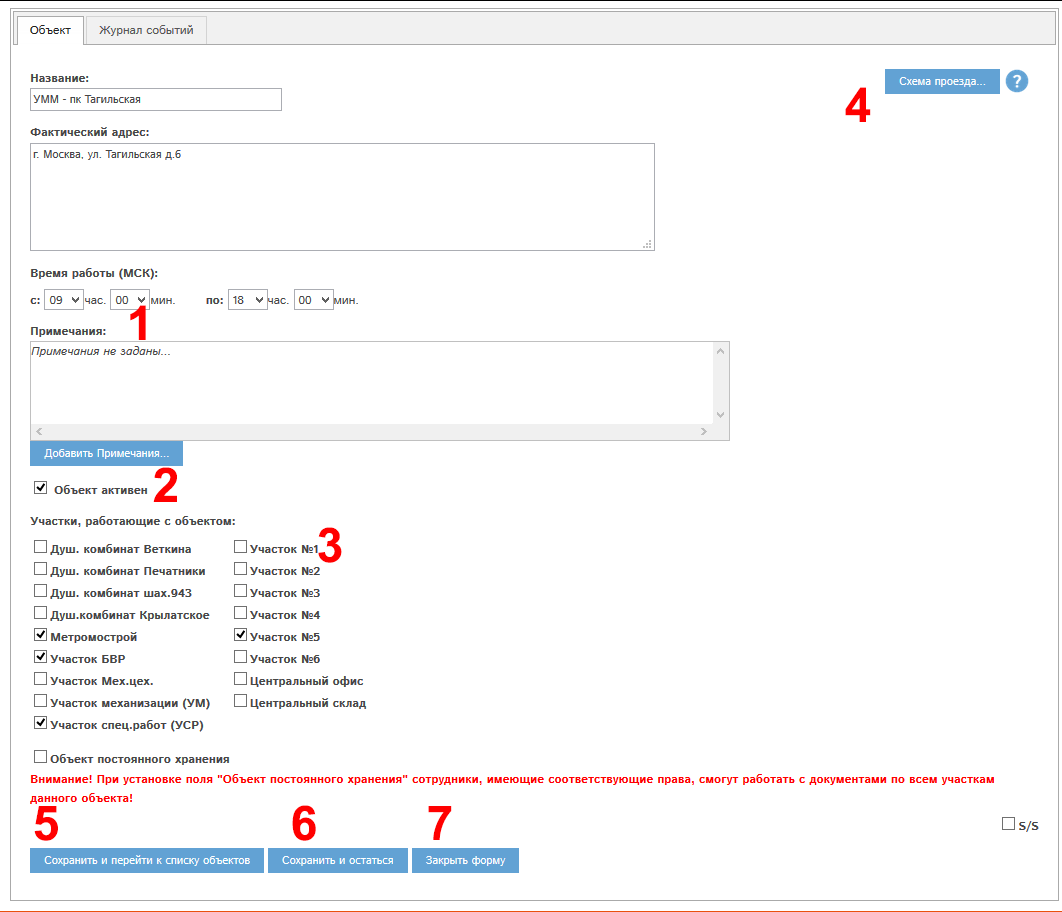 Объект Журнал событий
Название: Схема проезда... ?
УММ - пк Тагильская
4
Фактический адрес:
г. Москва, ул. Тагильская д.6
Время работы (МСК):
с: 09 час. 00 мин. по: 18 час. 00 мин.
1
Примечания:
Примечания не заданы...
Добавить Примечания...
Объект активен 2
Участки, работающие с объектом:
Душ. комбинат Веткина Участок №1 3
Душ. комбинат Печатники Участок №2
Душ. комбинат шах.943 Участок №3
Душ.комбинат Крылатское Участок №4
Метромострой Участок №5
Участок БВР Участок №6
Участок Мех.цех. Центральный офис
Участок механизации (УМ) Центральный склад
Участок спец.работ (УСР)
Объект постоянного хранения
Внимание! При установке поля "Объект постоянного хранения" сотрудники, имеющие соответствующие права, смогут работать с документами по всем участкам
данного объекта!
5 6 7
S/S
Сохранить и перейти к списку объектов Сохранить и остаться Закрыть форму